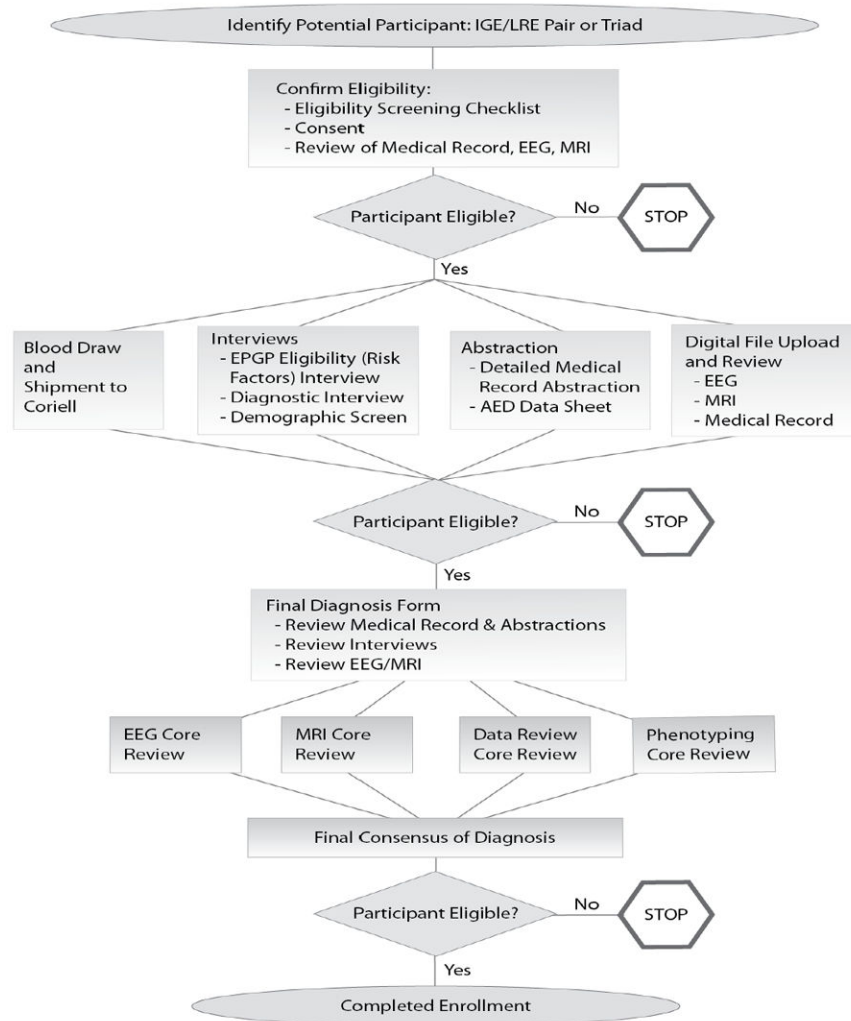 Identify Potential Participant: IGE/LRE Pair or Triad
Confirm Eligibility:
- Eligibility Screening Checklist
- Consent
- Review of Medical Record, EEG, MRI
Participant Eligible?
No
STOP
Yes
Blood Draw
and
Shipment to
Coriell
Interviews
- EPGP Eligibility (Risk
Factors) Interview
- Diagnostic Interview
- Demographic Screen
Abstraction
- Detailed Medical
Record Abstraction
- AED Data Sheet
Digital File Upload
and Review
- EEG
- MRI
- Medical Record
Participant Eligible?
No
STOP
Yes
Final Diagnosis Form
- Review Medical Record & Abstractions
- Review Interviews
- Review EEG/MRI
EEG Core
Review
MRI Core
Review
Data Review
Core Review
Phenotyping
Core Review
Final Consensus of Diagnosis
Participant Eligible?
No
STOP
Yes
Completed Enrollment